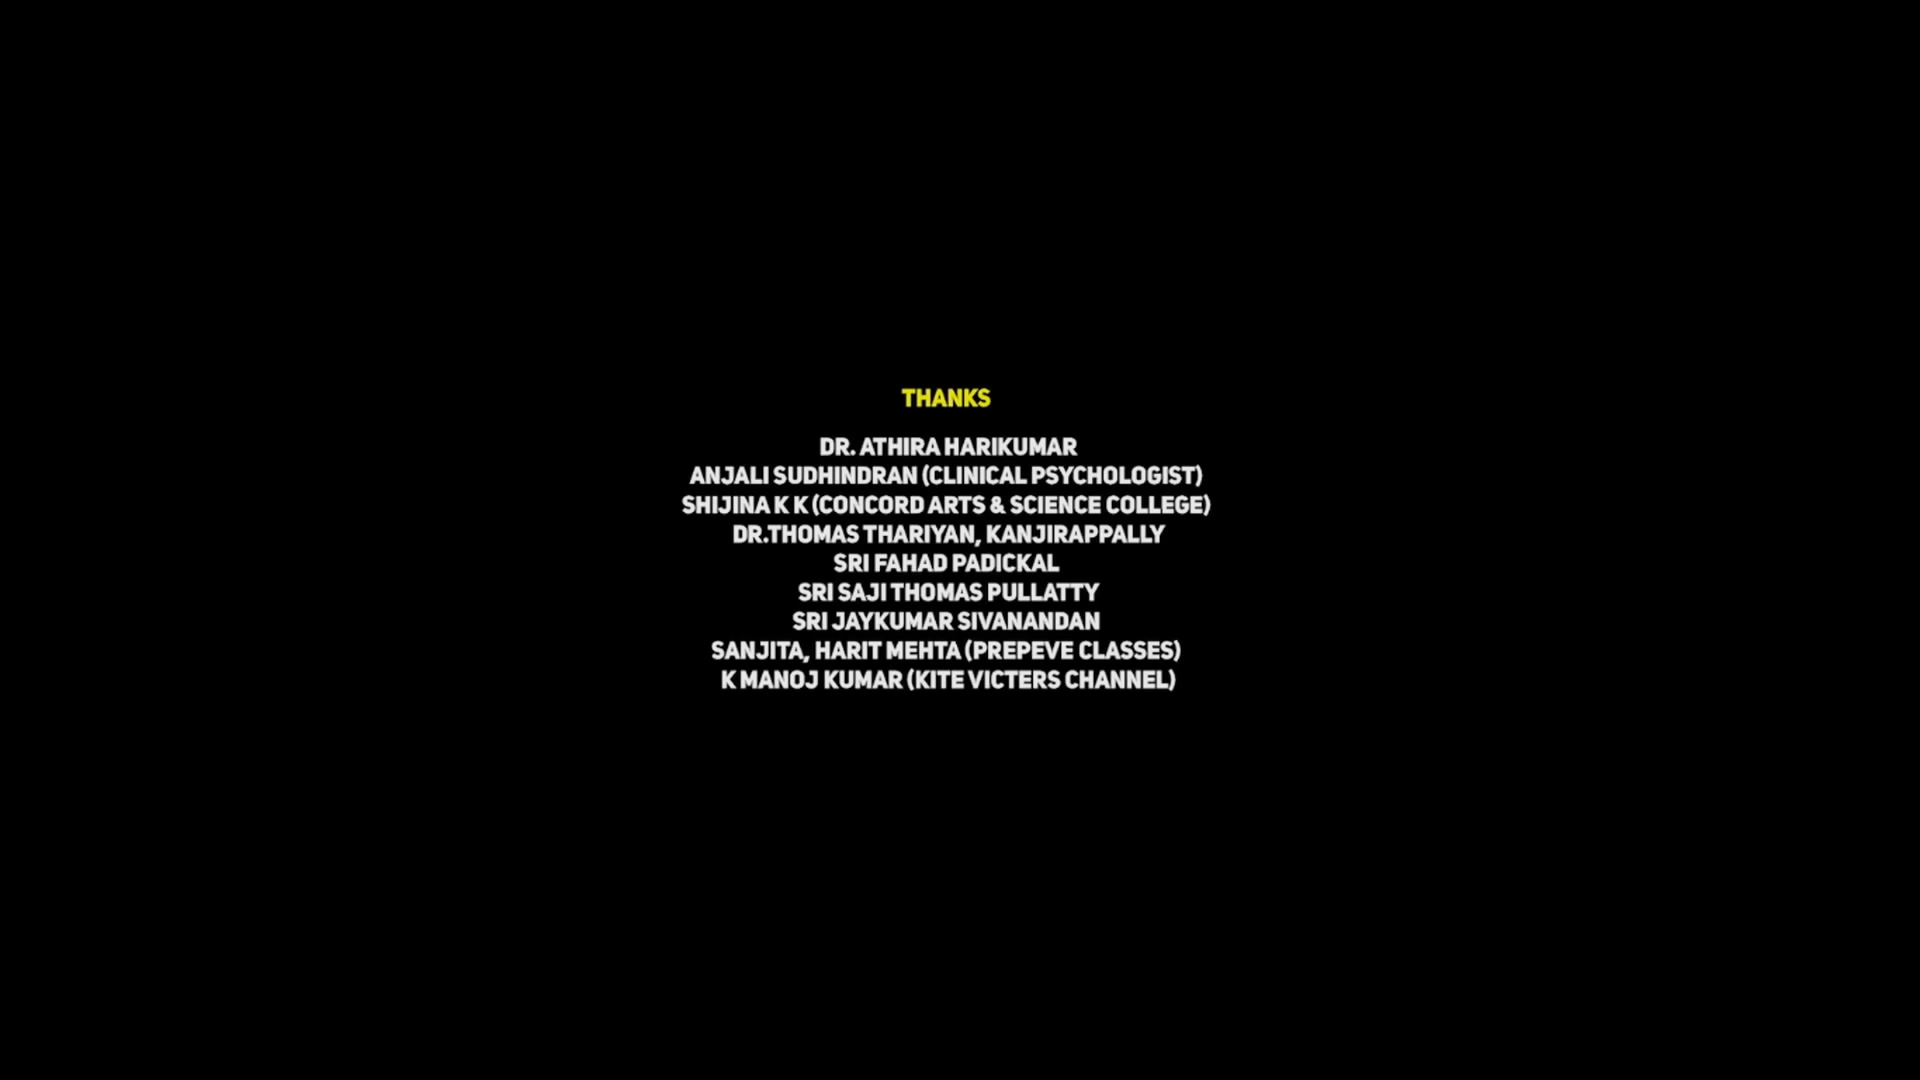 THANKS
DR. ATHIRA HARIKUMAR
ANJALI SUDHINDRAN (CLINICAL PSYCHOLOGIST)
SHIJINA K K (CONCORD ARTS & SCIENCE COLLEGE)
DR.THOMAS THARIYAN, KANJIRAPPALLY
SRI FAHAD PADICKAL
SRI SAJI THOMAS PULLATTY
SRI JAYKUMAR SIVANANDAN
SANJITA, HARIT MEHTA (PREPEVE CLASSES)
K MANOJ KUMAR (KITE VICTERS CHANNEL)